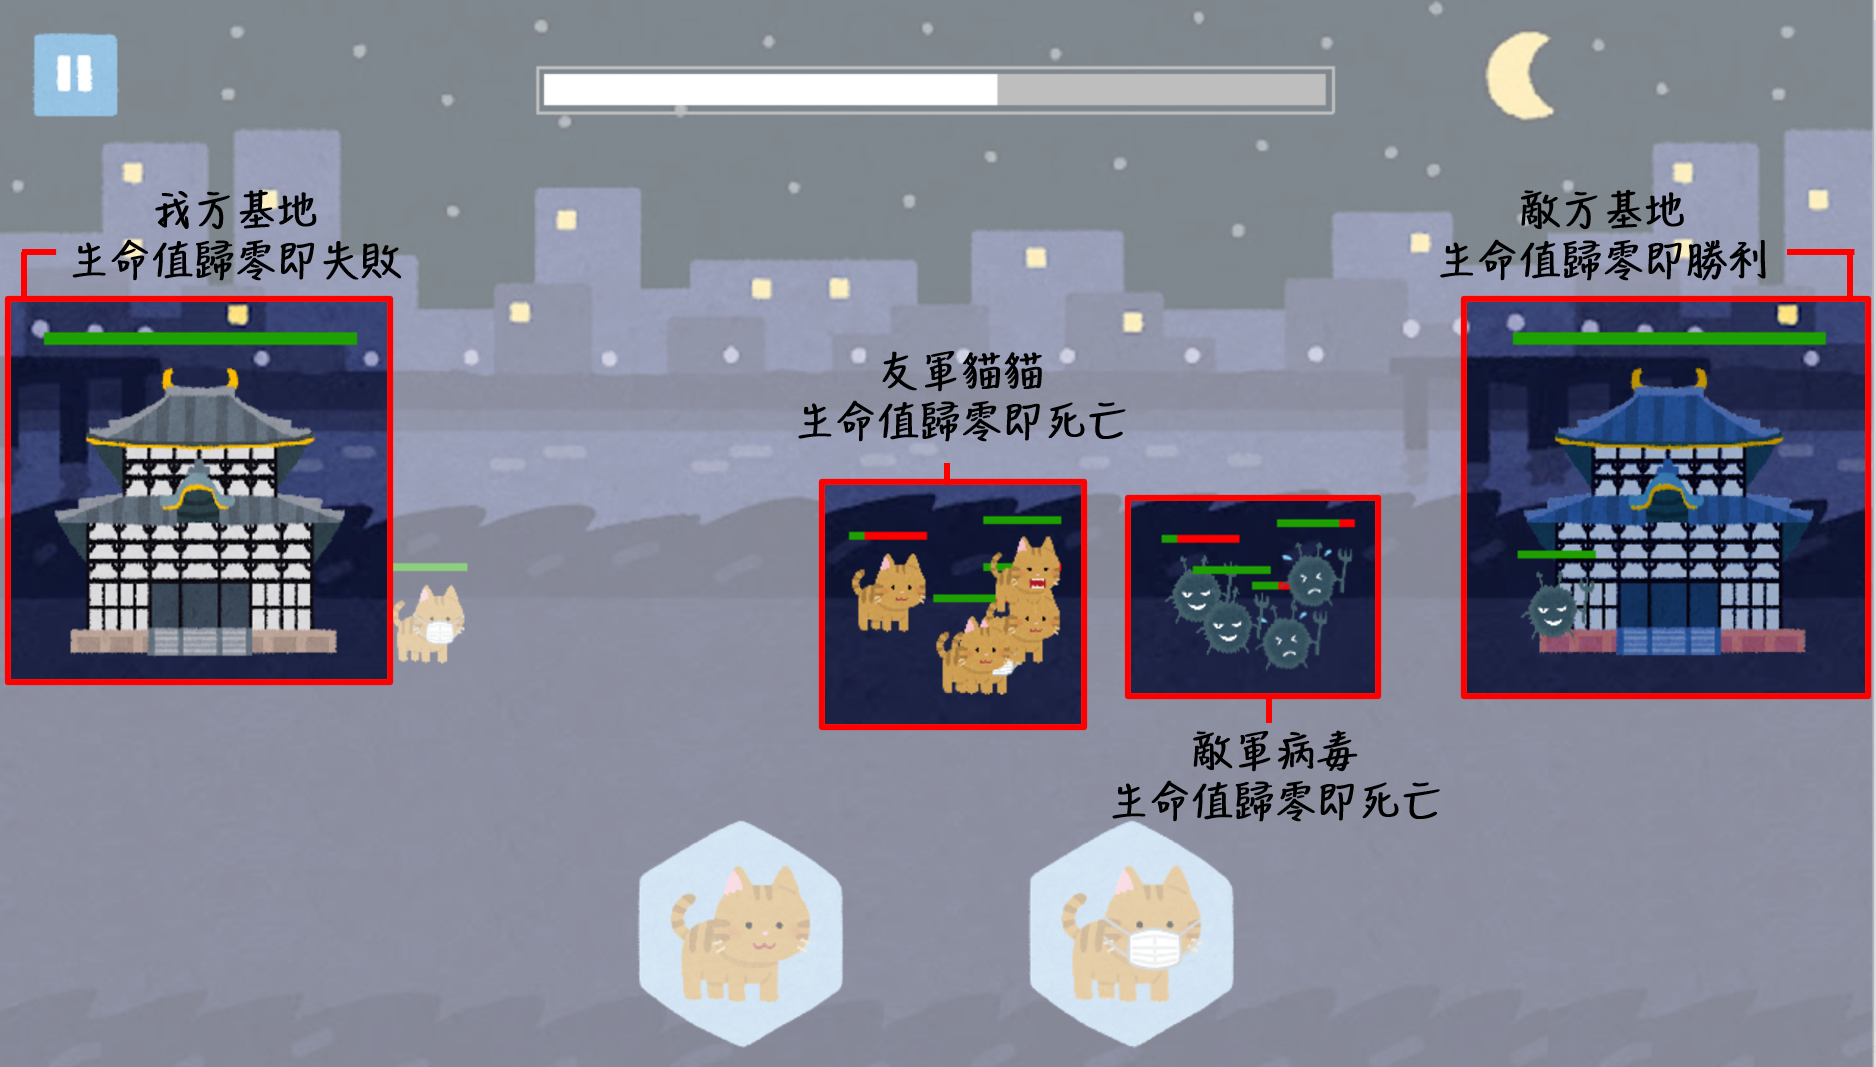 我方基地
生命值歸零即失敗
敵方基地
生命值歸零即勝利
友軍貓貓
生命值歸零即死亡
敵軍病毒
生命值歸零即死亡